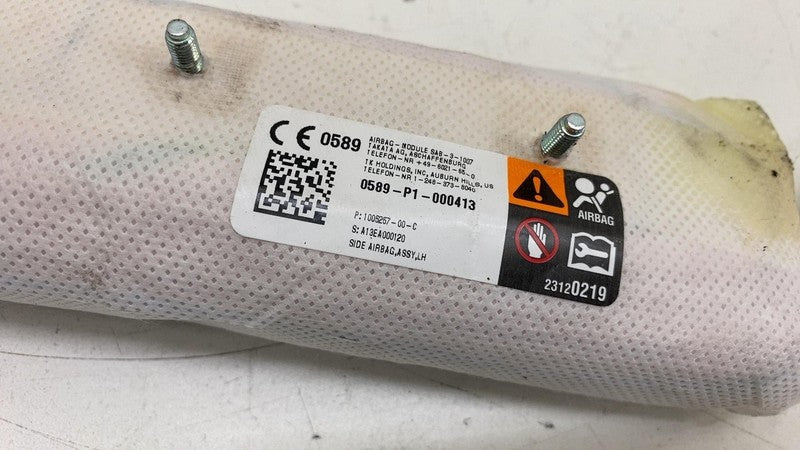 CE 0589
AIRBAG - MODULE SAB-3-1007
TAKATA AG, ASCHAFFENBURG
TELEFON-NR +49-6021-65-0
TK HOLDINGS, INC, AUBURN HILLS, US
TELEFON-NR 1-248-373-8040
0589-P1-000413
P: 1005257-00-C
S: A13EA000120
SIDE AIRBAG,ASSY,LH
AIRBAG
23120219